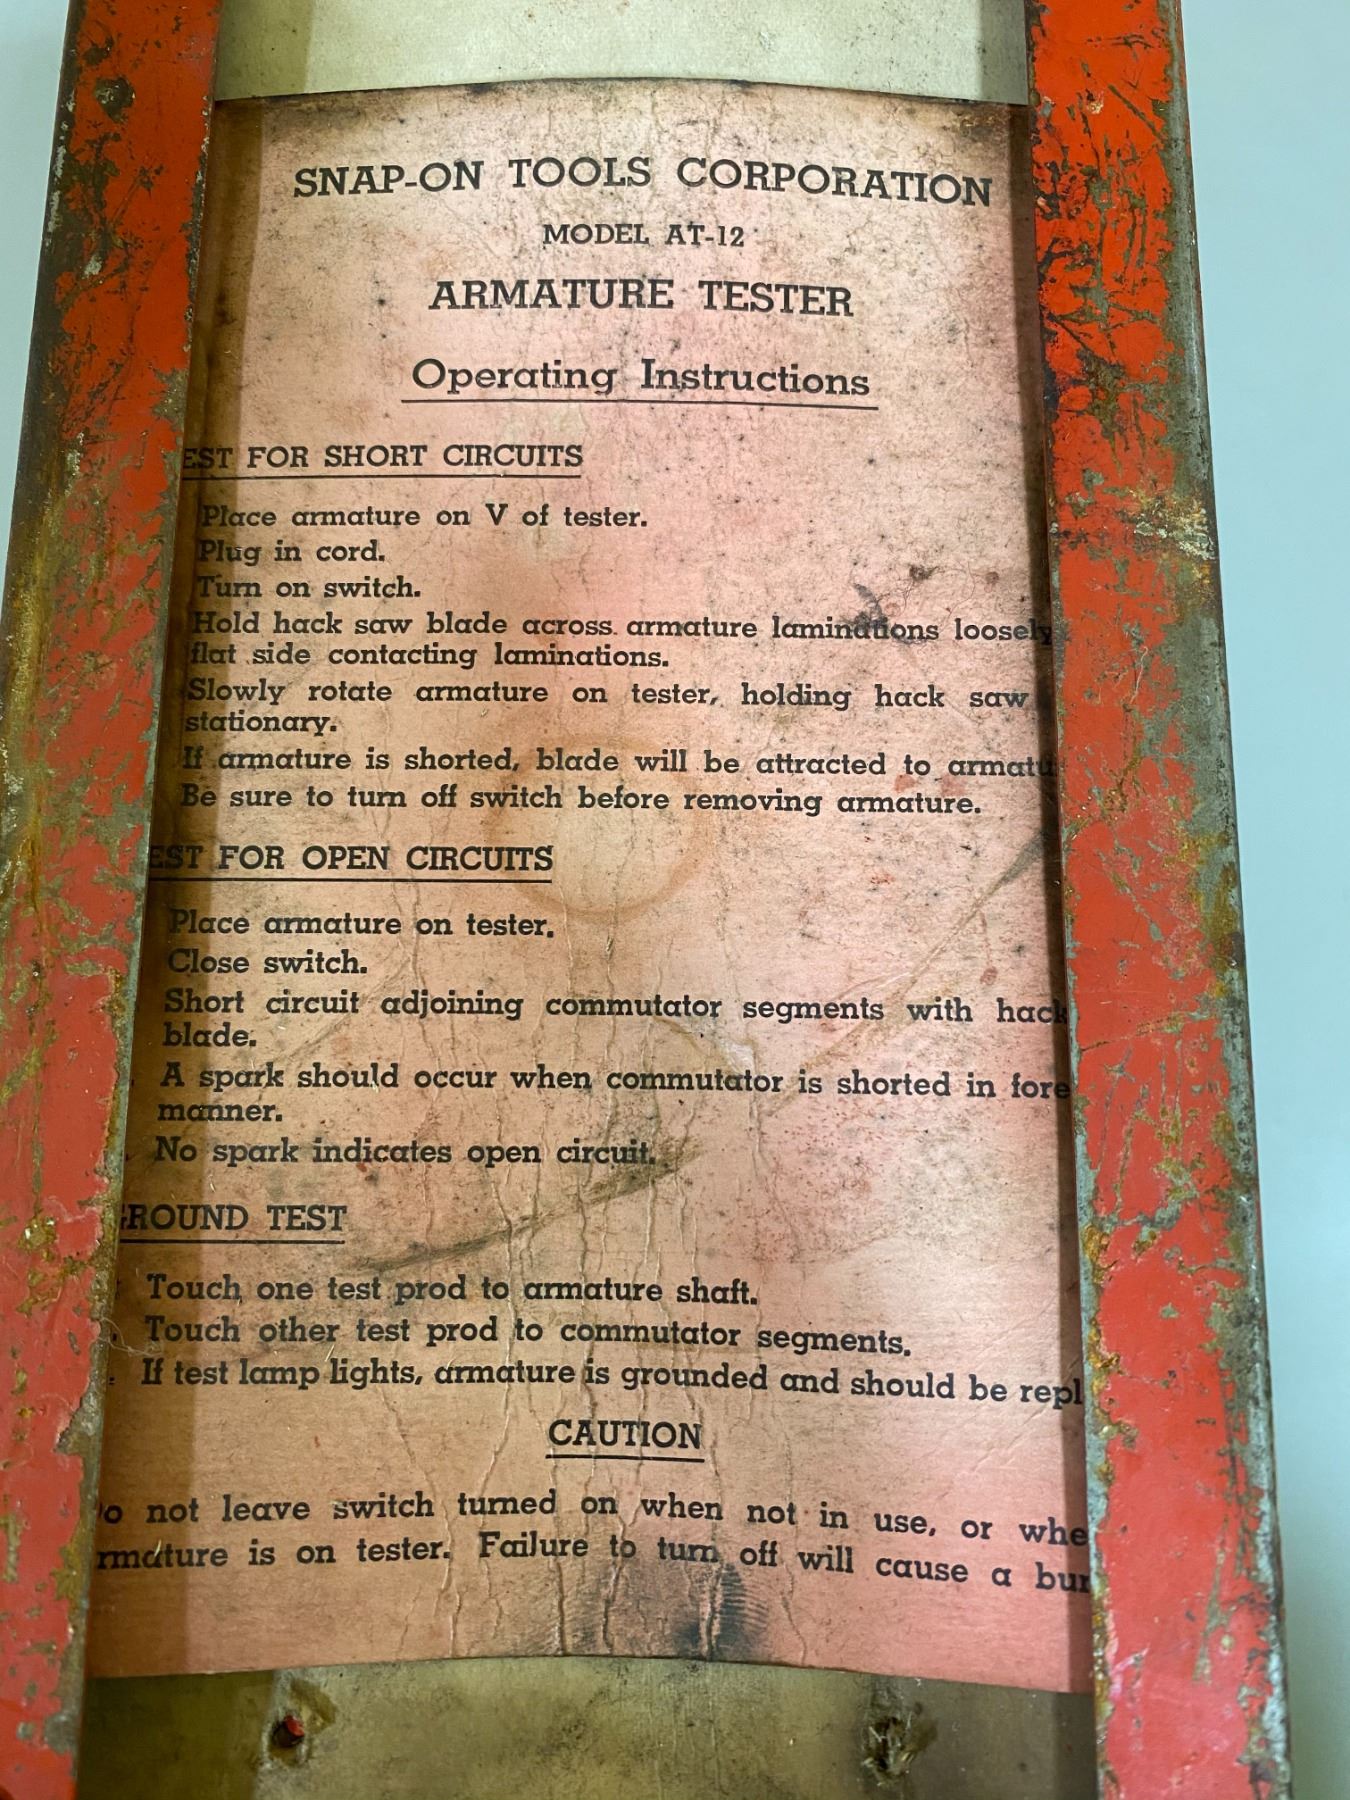 SNAP-ON TOOLS CORPORATION
MODEL AT-12
ARMATURE TESTER
Operating Instructions
EST FOR SHORT CIRCUITS
Place armature on V of tester.
Plug in cord.
Turn on switch.
Hold hack saw blade across armature laminations loosely
flat side contacting laminations.
Slowly rotate armature on tester, holding hack saw
stationary.
If armature is shorted, blade will be attracted to armatu
Be sure to turn off switch before removing armature.
EST FOR OPEN CIRCUITS
Place armature on tester.
Close switch.
Short circuit adjoining commutator segments with hack
blade.
A spark should occur when commutator is shorted in fore
manner.
No spark indicates open circuit.
ROUND TEST
Touch one test prod to armature shaft.
Touch other test prod to commutator segments.
If test lamp lights, armature is grounded and should be repl
CAUTION
o not leave switch turned on when not in use, or whe
rmature is on tester. Failure to turn off will cause a bur